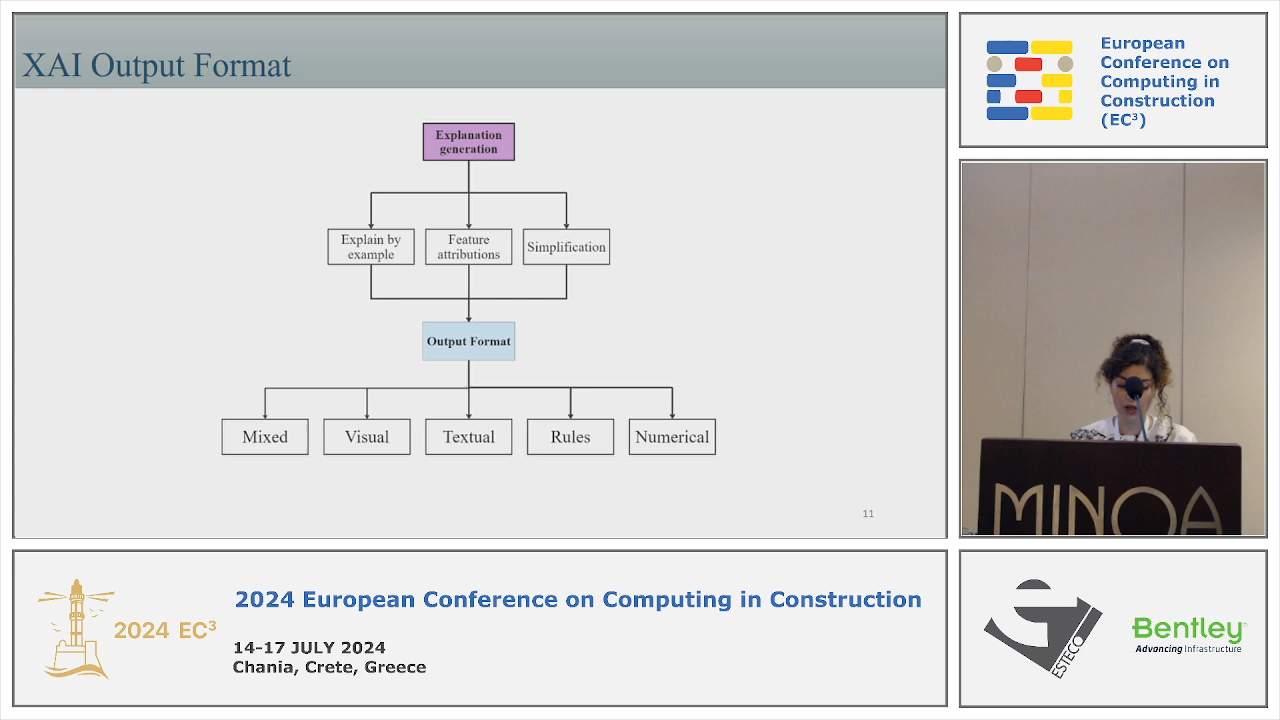 XAI Output Format
Explanation
generation
Explain by
example
Feature
attributions
Simplification
Output Format
Mixed
Visual
Textual
Rules
Numerical
11
European
Conference on
Computing in
Construction
(EC³)
MINOA
2024 EC³
2024 European Conference on Computing in Construction
14-17 JULY 2024
Chania, Crete, Greece
ESTECO
Bentley®
Advancing Infrastructure